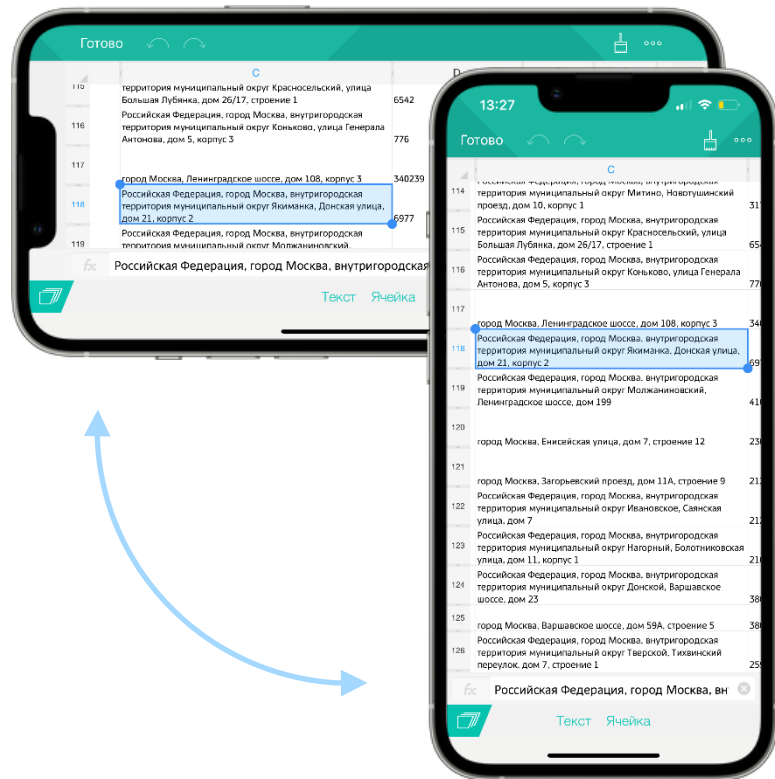 Готово
C
115
территория муниципальный округ Красносельский, улица
Большая Лубянка, дом 26/17, строение 1
6542
116
Российская Федерация, город Москва, внутригородская
территория муниципальный округ Коньково, улица Генерала
Антонова, дом 5, корпус 3
776
117
город Москва, Ленинградское шоссе, дом 108, корпус 3
340239
118
Российская Федерация, город Москва, внутригородская
территория муниципальный округ Якиманка, Донская улица,
дом 21, корпус 2
6977
119
Российская Федерация, город Москва, внутригородская
территория муниципальный округ Молжаниновский,
fx
Российская Федерация, город Москва, внутригородская
Текст Ячейка
13:27
Готово
C
114
территория муниципальный округ Митино, Новотушинский
проезд, дом 10, корпус 1
115
Российская Федерация, город Москва, внутригородская
территория муниципальный округ Красносельский, улица
Большая Лубянка, дом 26/17, строение 1
116
Российская Федерация, город Москва, внутригородская
территория муниципальный округ Коньково, улица Генерала
Антонова, дом 5, корпус 3
117
город Москва, Ленинградское шоссе, дом 108, корпус 3
118
Российская Федерация, город Москва, внутригородская
территория муниципальный округ Якиманка, Донская улица,
дом 21, корпус 2
119
Российская Федерация, город Москва, внутригородская
территория муниципальный округ Молжаниновский,
Ленинградское шоссе, дом 199
120
город Москва, Енисейская улица, дом 7, строение 12
121
город Москва, Загорьевский проезд, дом 11А, строение 9
122
Российская Федерация, город Москва, внутригородская
территория муниципальный округ Ивановское, Саянская
улица, дом 7
123
Российская Федерация, город Москва, внутригородская
территория муниципальный округ Нагорный, Болотниковская
улица, дом 11, корпус 1
124
Российская Федерация, город Москва, внутригородская
территория муниципальный округ Донской, Варшавское
шоссе, дом 23
125
город Москва, Варшавское шоссе, дом 59А, строение 5
126
Российская Федерация, город Москва, внутригородская
территория муниципальный округ Тверской, Тихвинский
переулок, дом 7, строение 1
fx
Российская Федерация, город Москва, вн
Текст Ячейка